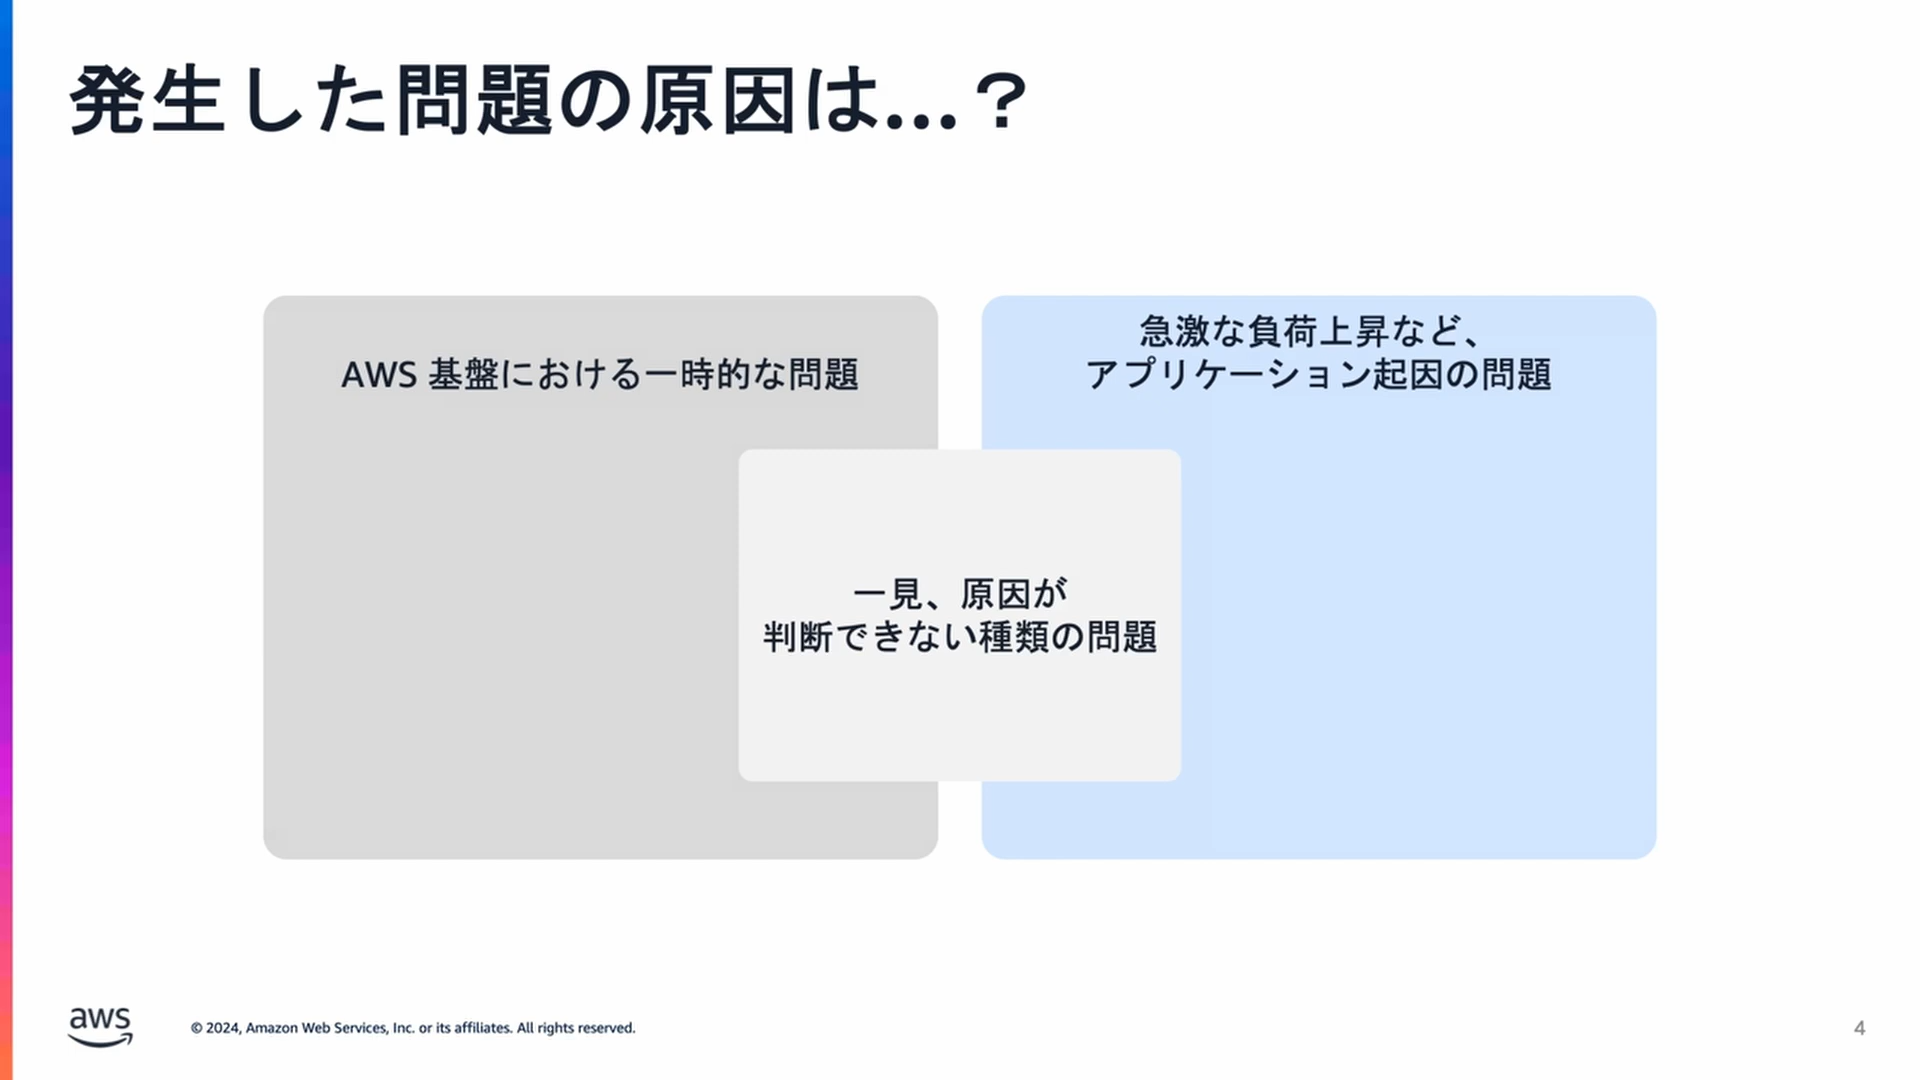 発生した問題の原因は...？
AWS 基盤における一時的な問題
急激な負荷上昇など、
アプリケーション起因の問題
一見、原因が
判断できない種類の問題
aws
© 2024, Amazon Web Services, Inc. or its affiliates. All rights reserved.
4